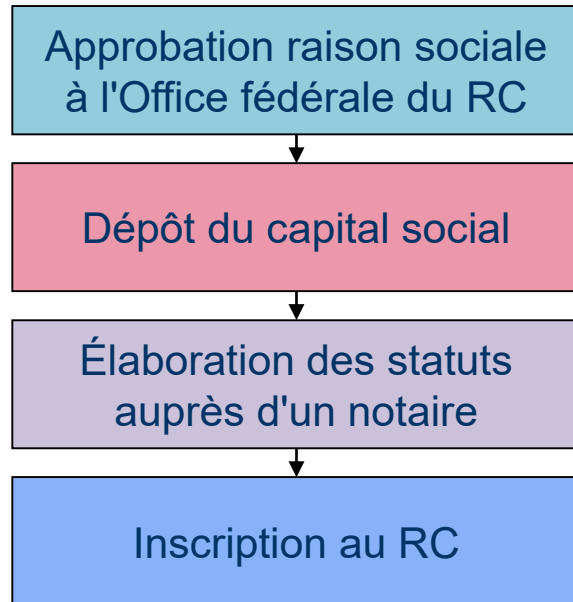 Approbation raison sociale
à l'Office fédérale du RC
Dépôt du capital social
Élaboration des statuts
auprès d'un notaire
Inscription au RC